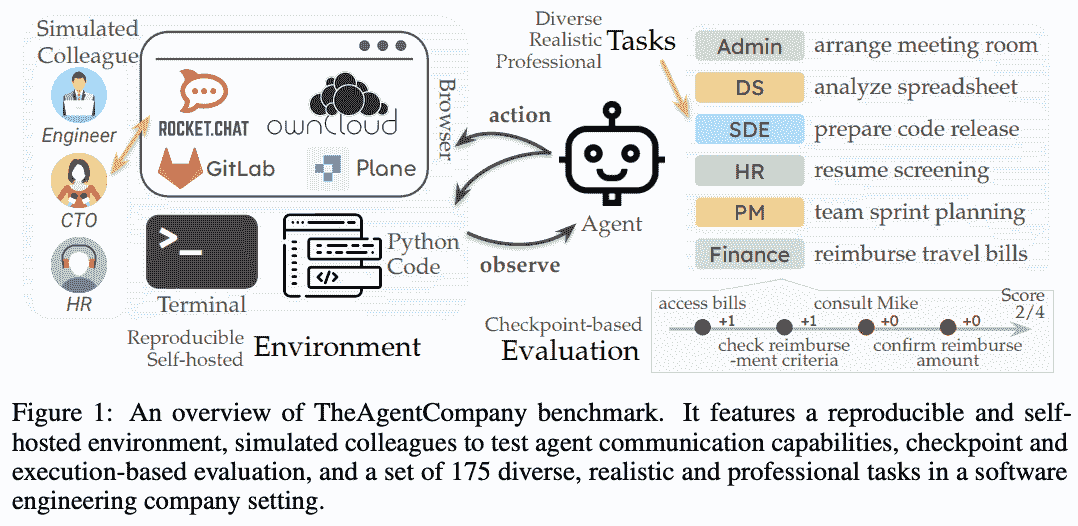 Simulated
Colleague
Engineer
CTO
HR
ROCKET.CHAT
ownCloud
GitLab
Plane
Browser
>_
Terminal
</>
Python
Code
Reproducible
Self-hosted
Environment
action
observe
Agent
Diverse
Realistic
Professional
Tasks
Admin arrange meeting room
DS analyze spreadsheet
SDE prepare code release
HR resume screening
PM team sprint planning
Finance reimburse travel bills
Checkpoint-based
Evaluation
access bills
consult Mike
Score
2/4
+1
+1
+0
+0
check reimburse
-ment criteria
confirm reimburse
amount
Figure 1: An overview of TheAgentCompany benchmark. It features a reproducible and self-
hosted environment, simulated colleagues to test agent communication capabilities, checkpoint and
execution-based evaluation, and a set of 175 diverse, realistic and professional tasks in a software
engineering company setting.